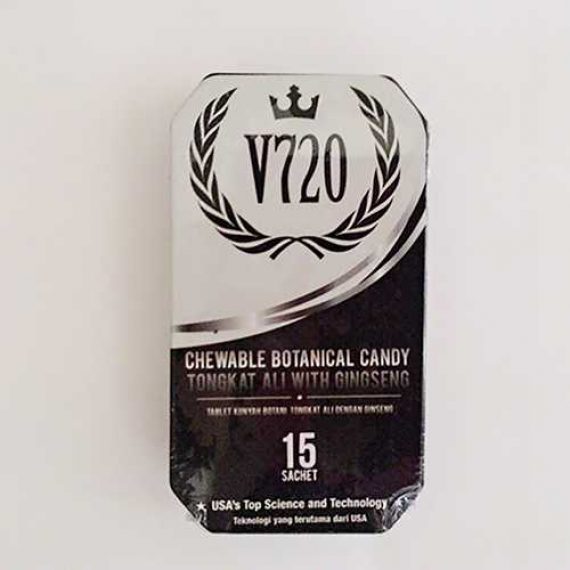 V720
CHEWABLE BOTANICAL CANDY
TONGKAT ALI WITH GINGSENG
TABLET KUNYAH BOTANI TONGKAT ALI DENGAN GINSENG
15
SACHET
★ USA's Top Science and Technology ★
Teknologi yang terutama dari USA